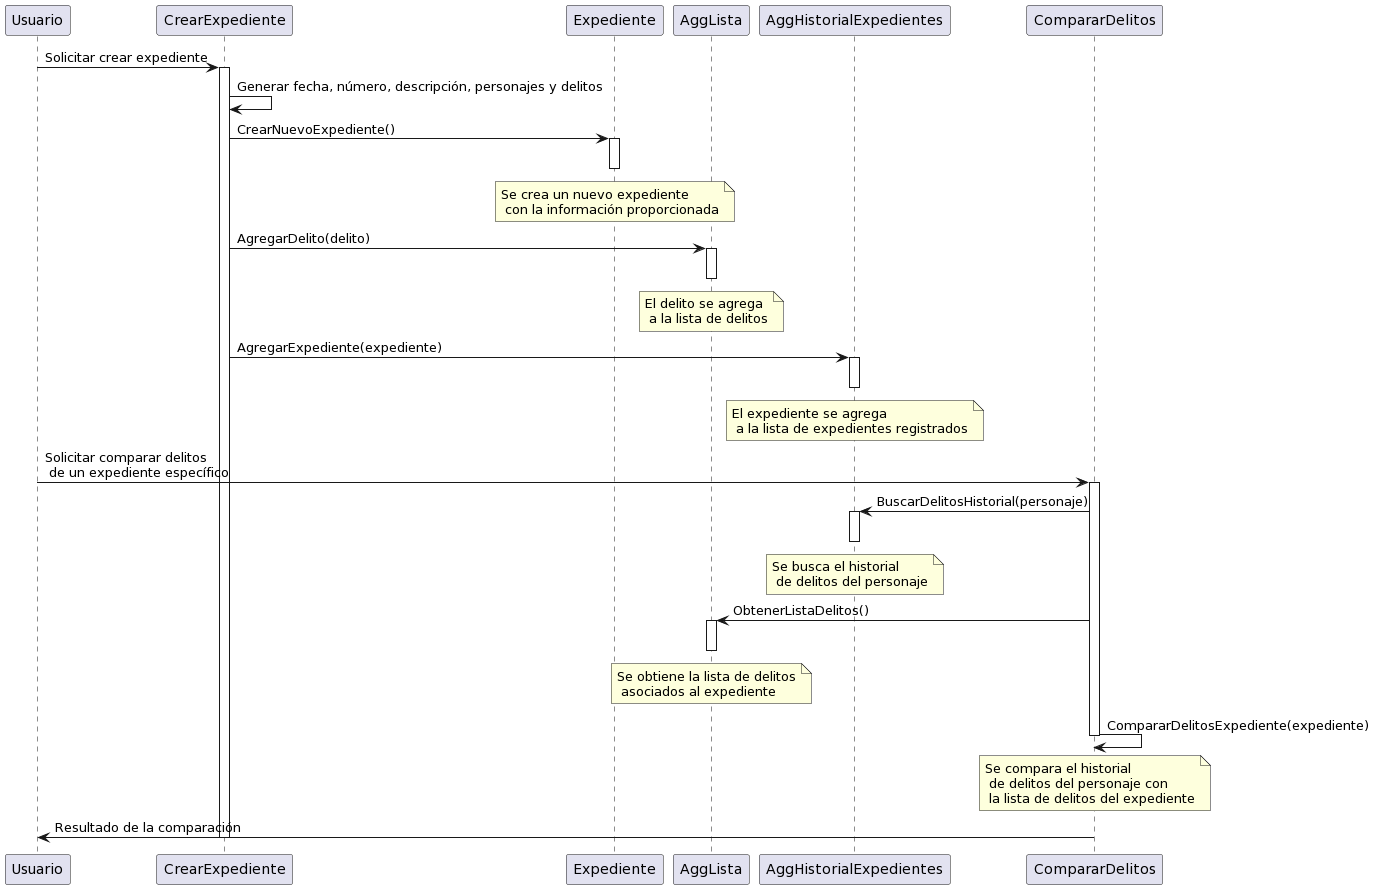 Usuario
CrearExpediente
Expediente
AggLista
AggHistorialExpedientes
CompararDelitos
Solicitar crear expediente
Generar fecha, número, descripción, personajes y delitos
CrearNuevoExpediente()
Se crea un nuevo expediente
con la información proporcionada
AgregarDelito(delito)
El delito se agrega
a la lista de delitos
AgregarExpediente(expediente)
El expediente se agrega
a la lista de expedientes registrados
Solicitar comparar delitos
de un expediente específico
BuscarDelitosHistorial(personaje)
Se busca el historial
de delitos del personaje
ObtenerListaDelitos()
Se obtiene la lista de delitos
asociados al expediente
CompararDelitosExpediente(expediente)
Se compara el historial
de delitos del personaje con
la lista de delitos del expediente
Resultado de la comparación
Usuario
CrearExpediente
Expediente
AggLista
AggHistorialExpedientes
CompararDelitos